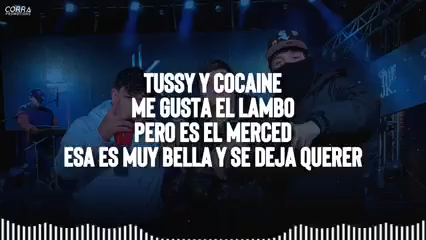 CORRA
TUSSY Y COCAINE
ME GUSTA EL LAMBO
PERO ES EL MERCED
ESA ES MUY BELLA Y SE DEJA QUERER